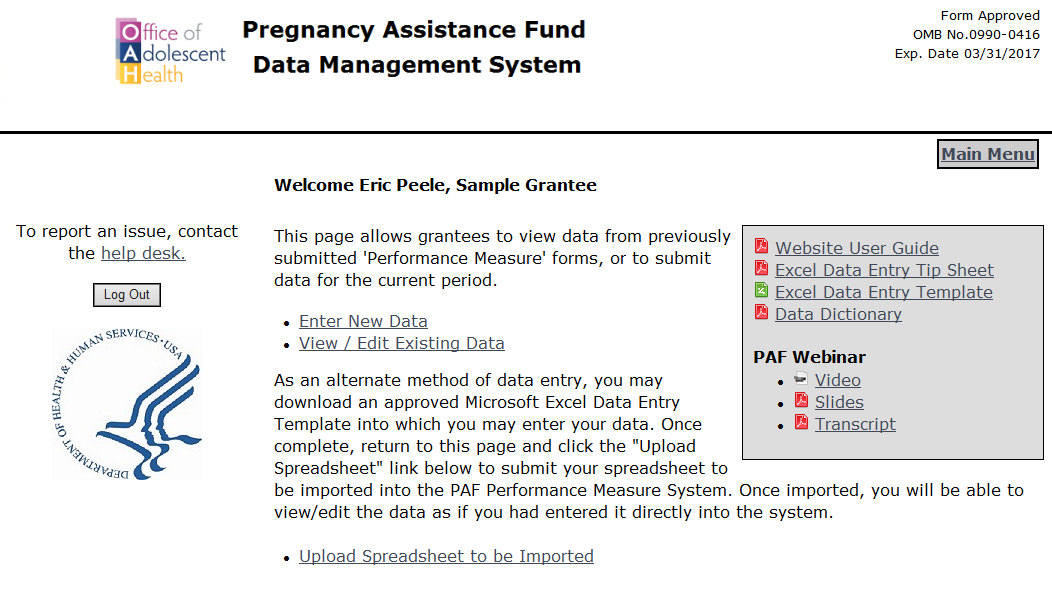 Office of
Adolescent
Health
Pregnancy Assistance Fund
Data Management System
Form Approved
OMB No.0990-0416
Exp. Date 03/31/2017
Main Menu
Welcome Eric Peele, Sample Grantee
To report an issue, contact
the help desk.
Log Out
DEPARTMENT OF HEALTH & HUMAN SERVICES • USA
This page allows grantees to view data from previously
submitted 'Performance Measure' forms, or to submit
data for the current period.
• Enter New Data
• View / Edit Existing Data
As an alternate method of data entry, you may
download an approved Microsoft Excel Data Entry
Template into which you may enter your data. Once
complete, return to this page and click the "Upload
Spreadsheet" link below to submit your spreadsheet to
be imported into the PAF Performance Measure System. Once imported, you will be able to
view/edit the data as if you had entered it directly into the system.
• Upload Spreadsheet to be Imported
Website User Guide
Excel Data Entry Tip Sheet
Excel Data Entry Template
Data Dictionary
PAF Webinar
• Video
• Slides
• Transcript